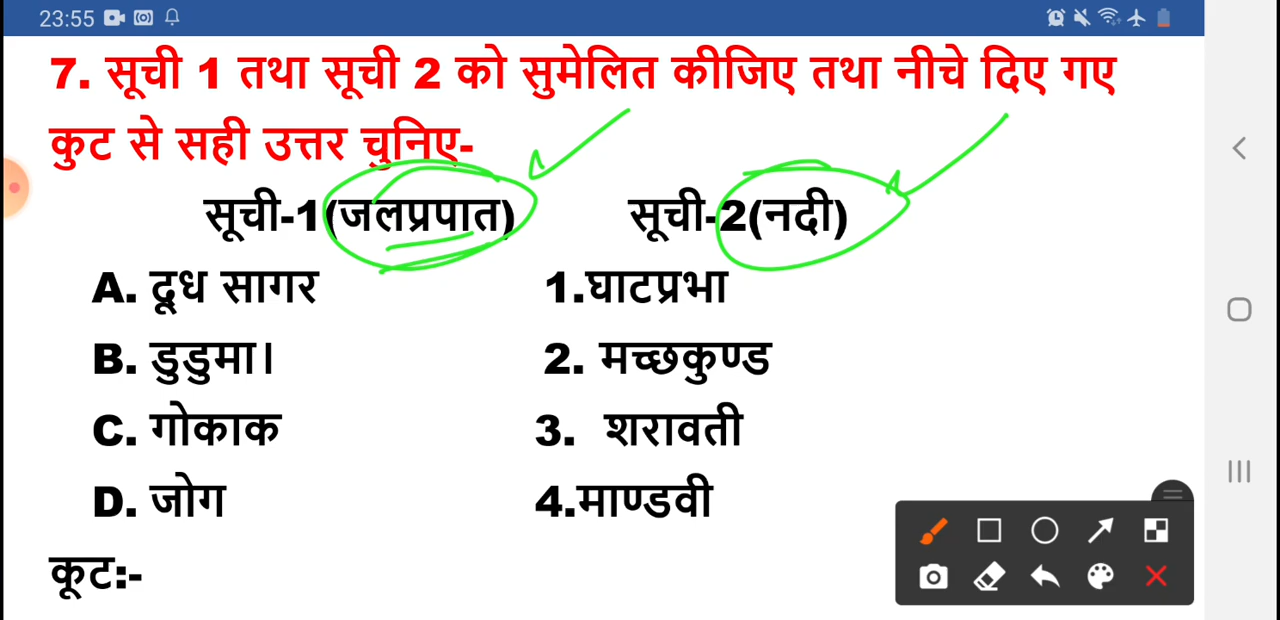 23:55
7. सूची 1 तथा सूची 2 को सुमेलित कीजिए तथा नीचे दिए गए
कुट से सही उत्तर चुनिए-
सूची-1(जलप्रपात) सूची-2(नदी)
A. दूध सागर 1.घाटप्रभा
B. डुडुमा। 2. मच्छकुण्ड
C. गोकाक 3. शरावती
D. जोग 4.माण्डवी
कूट:-